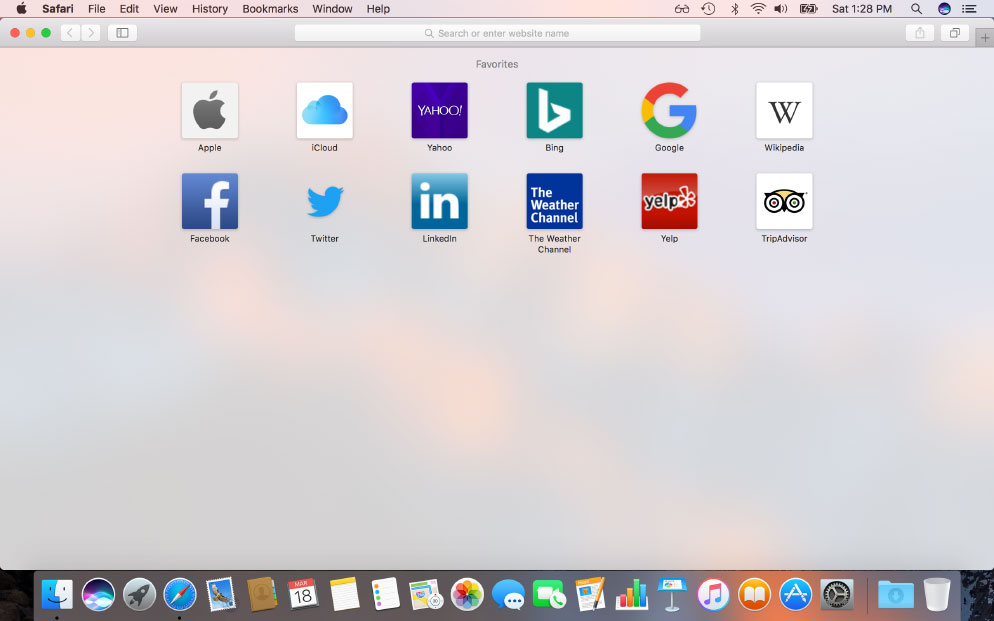 Safari File Edit View History Bookmarks Window Help Sat 1:28 PM
Search or enter website name
Favorites
YAHOO!
W
Apple iCloud Yahoo Bing Google Wikipedia
f
in
The
Weather
Channel
yelp
Facebook Twitter LinkedIn The Weather
Channel
Yelp TripAdvisor
MAR
18